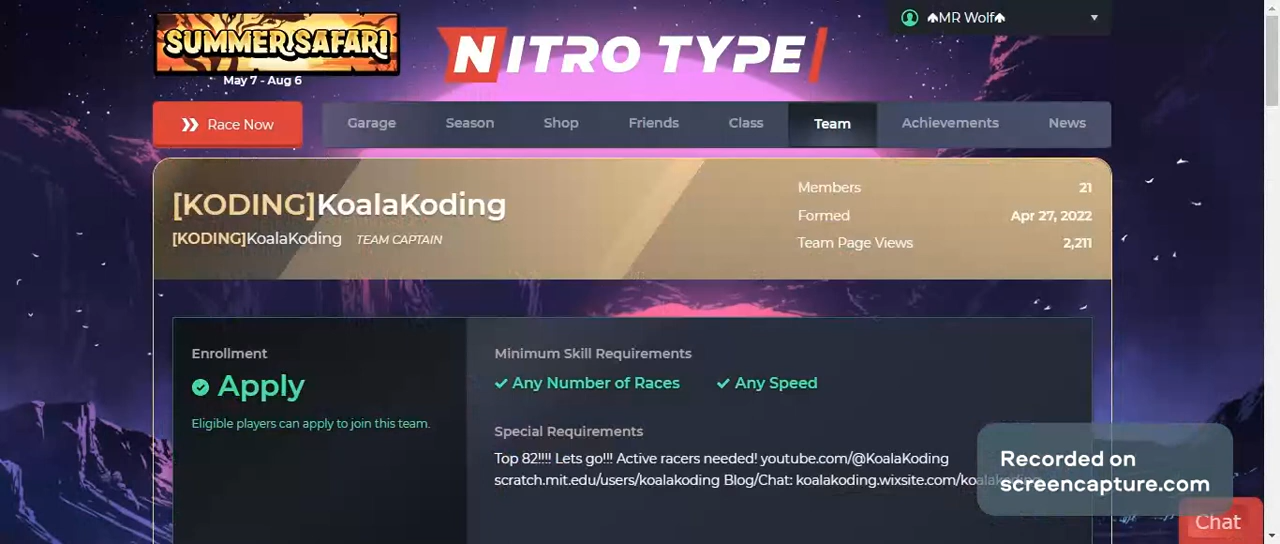 SUMMER SAFARI
May 7 - Aug 6
NITRO TYPE
♠MR Wolf♠
Race Now
Garage
Season
Shop
Friends
Class
Team
Achievements
News
[KODING]KoalaKoding
[KODING]KoalaKoding TEAM CAPTAIN
Members 21
Formed Apr 27, 2022
Team Page Views 2,211
Enrollment
Apply
Eligible players can apply to join this team.
Minimum Skill Requirements
Any Number of Races Any Speed
Special Requirements
Top 82!!!! Lets go!!! Active racers needed! youtube.com/@KoalaKoding
scratch.mit.edu/users/koalakoding Blog/Chat: koalakoding.wixsite.com/koalakoding
Recorded on
screencapture.com
Chat